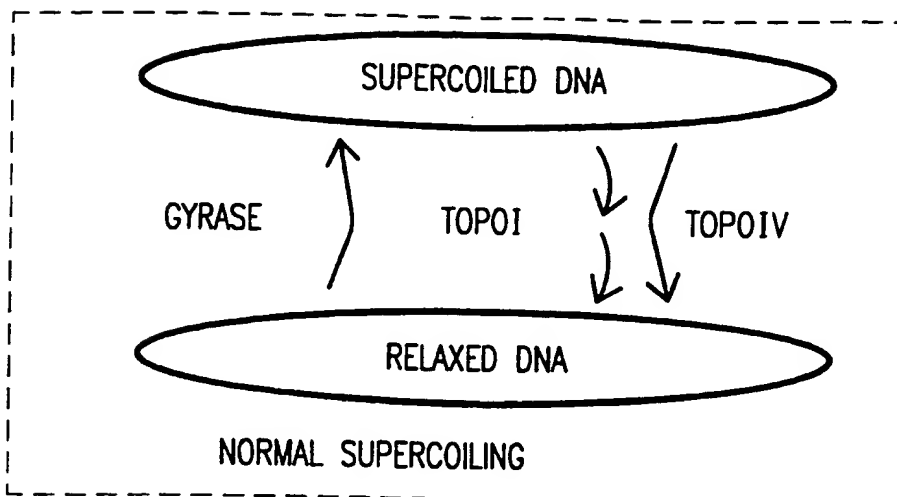 SUPERCOILED DNA
GYRASE TOPOI TOPOIV
RELAXED DNA
NORMAL SUPERCOILING